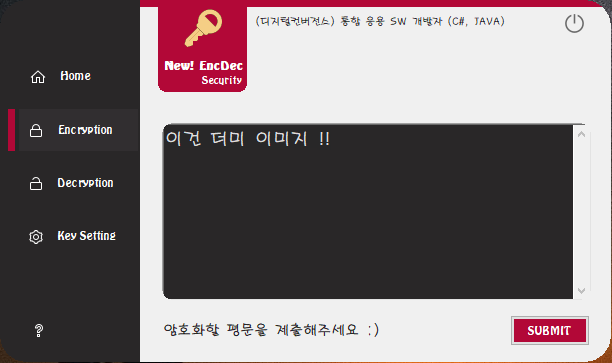 (디지털컨버전스) 통합 응용 SW 개발자 (C#, JAVA)
New! EncDec
Security
Home
Encryption
Decryption
Key Setting
?
이건 더미 이미지 !!
암호화할 평문을 제출해주세요 :)
SUBMIT